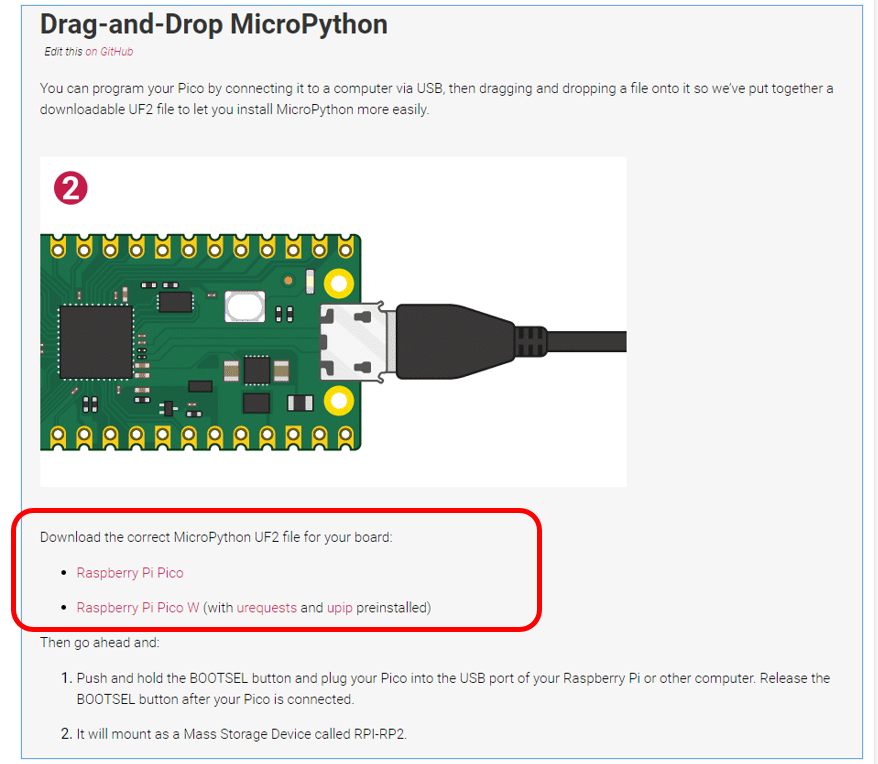 Drag-and-Drop MicroPython
Edit this on GitHub
You can program your Pico by connecting it to a computer via USB, then dragging and dropping a file onto it so we’ve put together a
downloadable UF2 file to let you install MicroPython more easily.
2
Download the correct MicroPython UF2 file for your board:
• Raspberry Pi Pico
• Raspberry Pi Pico W (with urequests and upip preinstalled)
Then go ahead and:
1. Push and hold the BOOTSEL button and plug your Pico into the USB port of your Raspberry Pi or other computer. Release the
BOOTSEL button after your Pico is connected.
2. It will mount as a Mass Storage Device called RPI-RP2.